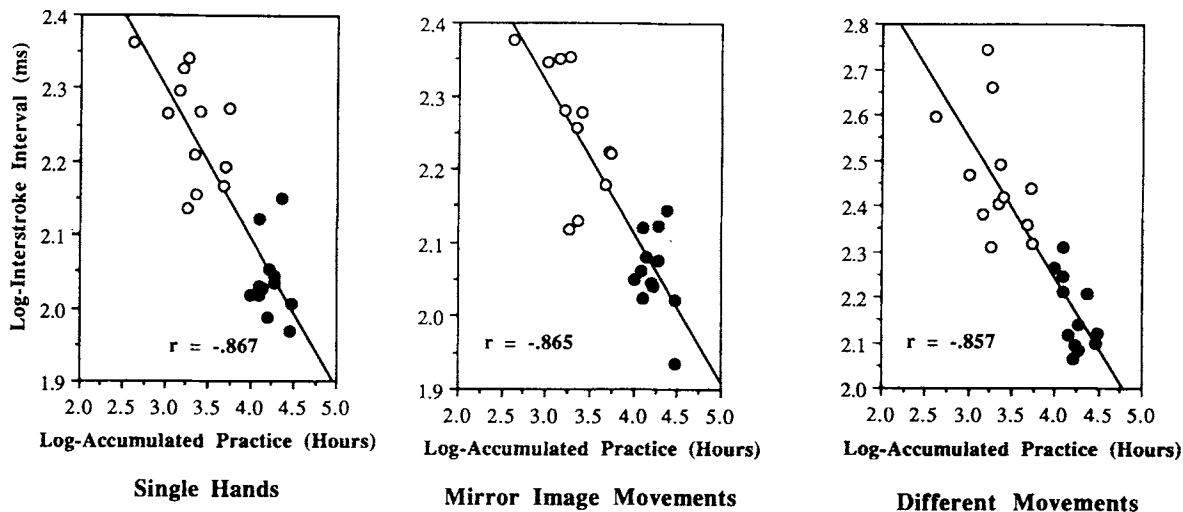 Log-Interstroke Interval (ms)
2.4
2.3
2.2
2.1
2.0
1.9
r = -.867
2.0 2.5 3.0 3.5 4.0 4.5 5.0
Log-Accumulated Practice (Hours)
Single Hands
2.4
2.3
2.2
2.1
2.0
1.9
r = -.865
2.0 2.5 3.0 3.5 4.0 4.5 5.0
Log-Accumulated Practice (Hours)
Mirror Image Movements
2.8
2.7
2.6
2.5
2.4
2.3
2.2
2.1
2.0
r = -.857
2.0 2.5 3.0 3.5 4.0 4.5 5.0
Log-Accumulated Practice (Hours)
Different Movements